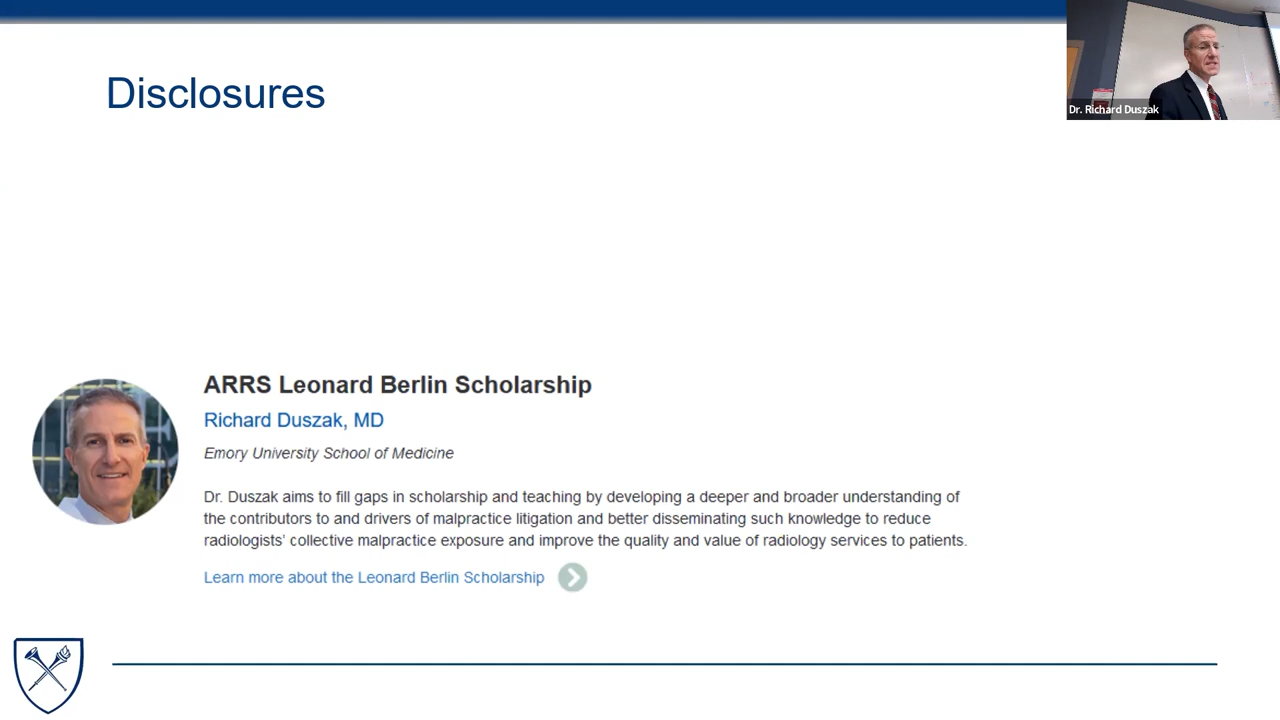 Disclosures
Dr. Richard Duszak
ARRS Leonard Berlin Scholarship
Richard Duszak, MD
Emory University School of Medicine
Dr. Duszak aims to fill gaps in scholarship and teaching by developing a deeper and broader understanding of
the contributors to and drivers of malpractice litigation and better disseminating such knowledge to reduce
radiologists’ collective malpractice exposure and improve the quality and value of radiology services to patients.
Learn more about the Leonard Berlin Scholarship